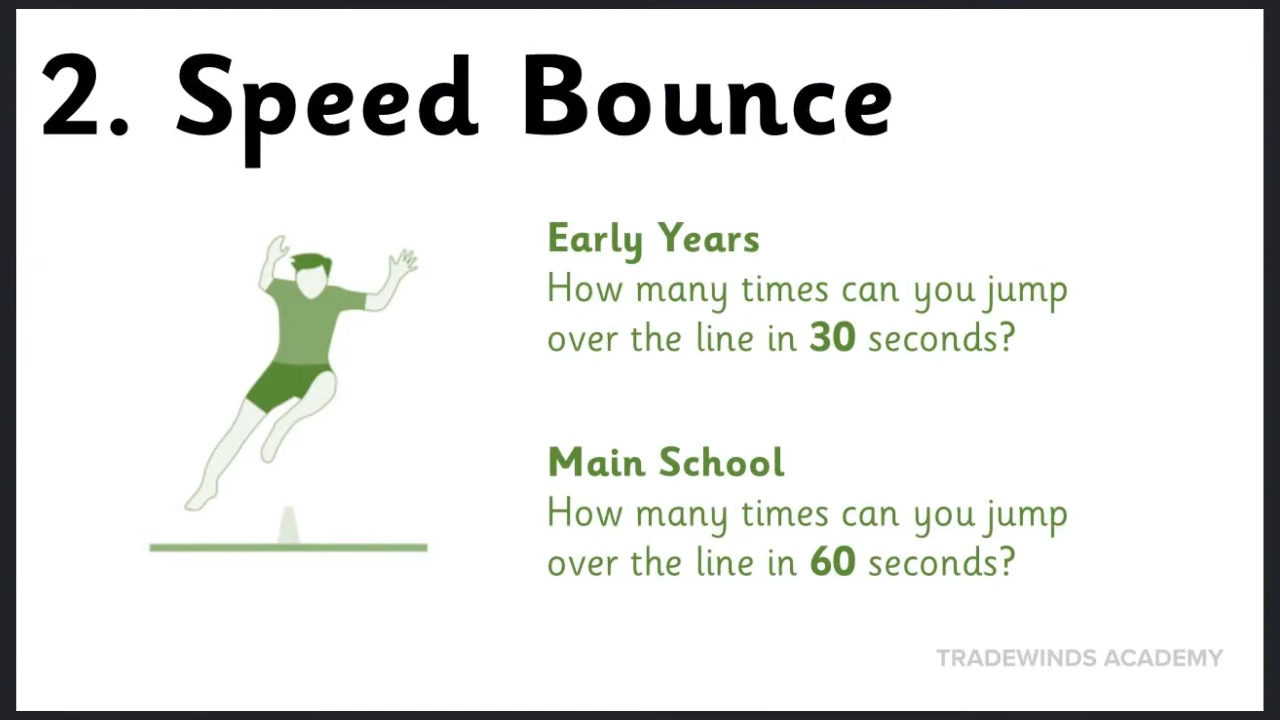 2. Speed Bounce
Early Years
How many times can you jump
over the line in 30 seconds?
Main School
How many times can you jump
over the line in 60 seconds?
TRADEWINDS ACADEMY